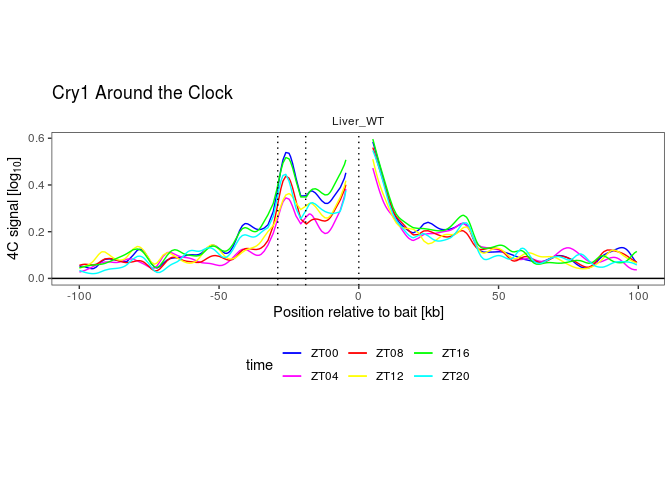 Cry1 Around the Clock
Liver_WT
0.6
0.4
0.2
0.0
4C signal [log10]
-100 -50 0 50 100
Position relative to bait [kb]
time
ZT00 ZT08 ZT16
ZT04 ZT12 ZT20